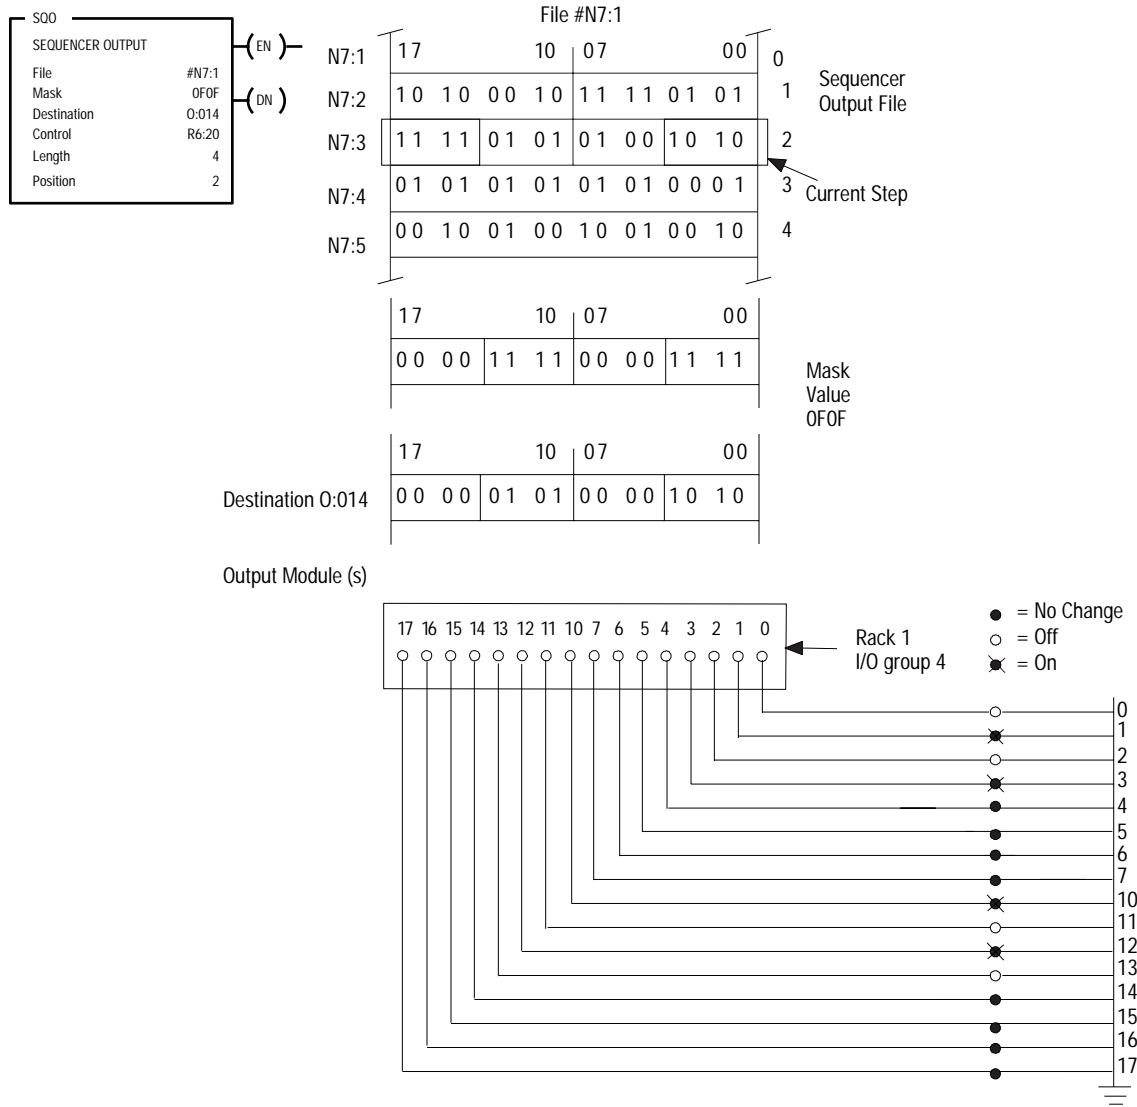 SQO
SEQUENCER OUTPUT
File #N7:1
Mask 0F0F
Destination O:014
Control R6:20
Length 4
Position 2
EN
DN
File #N7:1
17 10 07 00
N7:1 0
N7:2 10 10 00 10 11 11 01 01 1
N7:3 11 11 01 01 01 00 10 10 2
N7:4 01 01 01 01 01 01 00 01 3
N7:5 00 10 01 00 10 01 00 10 4
Sequencer
Output File
Current Step
17 10 07 00
00 00 11 11 00 00 11 11
Mask
Value
0F0F
17 10 07 00
Destination O:014 00 00 01 01 00 00 10 10
Output Module (s)
17 16 15 14 13 12 11 10 7 6 5 4 3 2 1 0
Rack 1
I/O group 4
= No Change
= Off
= On
0
1
2
3
4
5
6
7
10
11
12
13
14
15
16
17